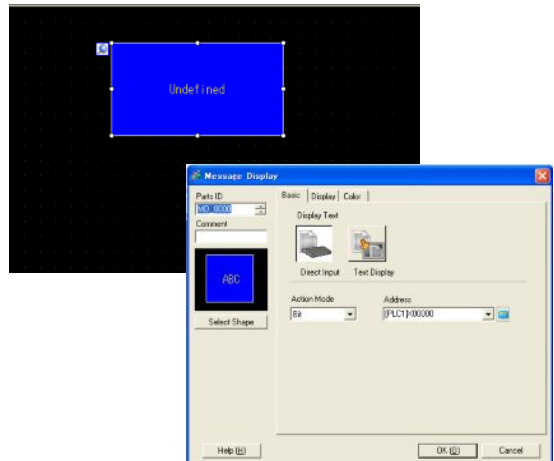 Undefined
Message Display
Parts ID
MD_0000
Comment
ABC
Select Shape
Basic Display Color
Display Text
Direct Input Text Display
Action Mode Address
Bit [PLC1]X00000
Help (H) OK (O) Cancel